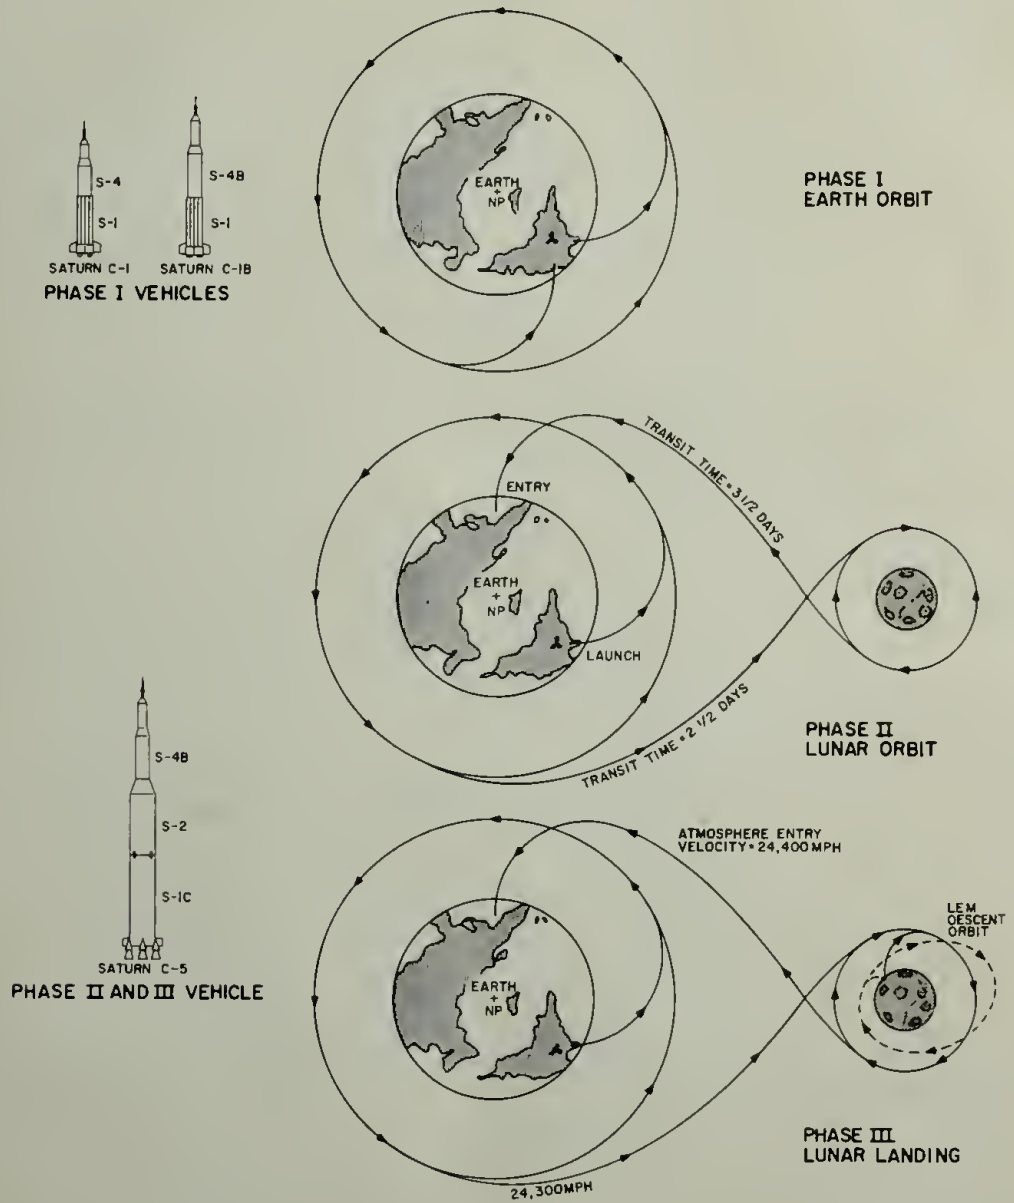 S-4
S-1
SATURN C-1
S-4B
S-1
SATURN C-1B
PHASE I VEHICLES
EARTH
+
NP
PHASE I
EARTH ORBIT
ENTRY
EARTH
+
NP
LAUNCH
TRANSIT TIME = 3 1/2 DAYS
TRANSIT TIME = 2 1/2 DAYS
PHASE II
LUNAR ORBIT
S-4B
S-2
S-1C
SATURN C-5
PHASE II AND III VEHICLE
EARTH
+
NP
ATMOSPHERE ENTRY
VELOCITY = 24,400 MPH
LEM
DESCENT
ORBIT
24,300 MPH
PHASE III
LUNAR LANDING